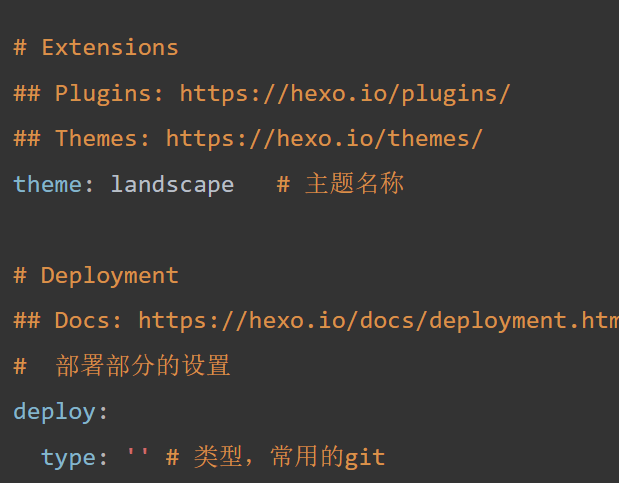 # Extensions
## Plugins: https://hexo.io/plugins/
## Themes: https://hexo.io/themes/
theme: landscape # 主题名称
# Deployment
## Docs: https://hexo.io/docs/deployment.htm
# 部署部分的设置
deploy:
type: '' # 类型，常用的git